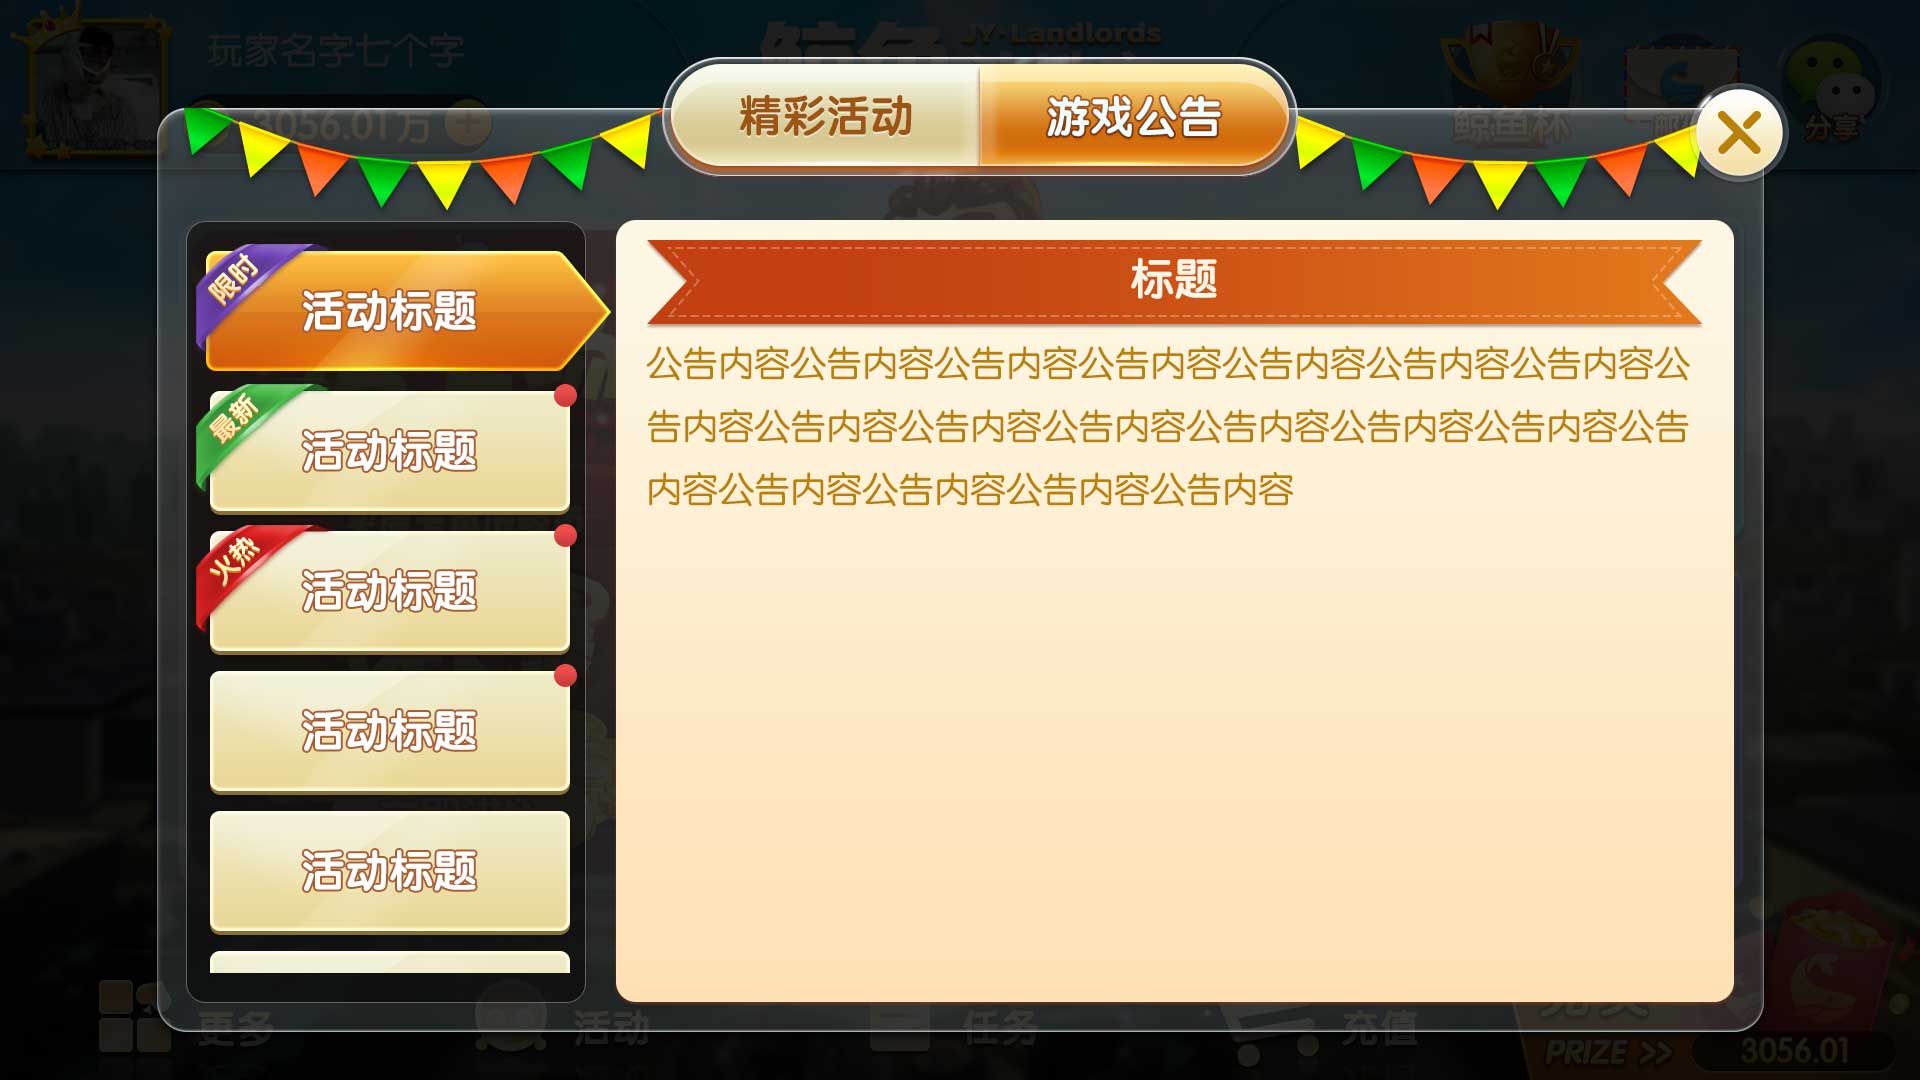 玩家名字七个字
JY·Landlords
3056.01万
精彩活动
游戏公告
鲸鱼杯
分享
限时
活动标题
最新
活动标题
火热
活动标题
活动标题
活动标题
标题
公告内容公告内容公告内容公告内容公告内容公告内容公告内容公
告内容公告内容公告内容公告内容公告内容公告内容公告内容公告
内容公告内容公告内容公告内容公告内容
更多
活动
任务
充值
PRIZE >>
3056.01